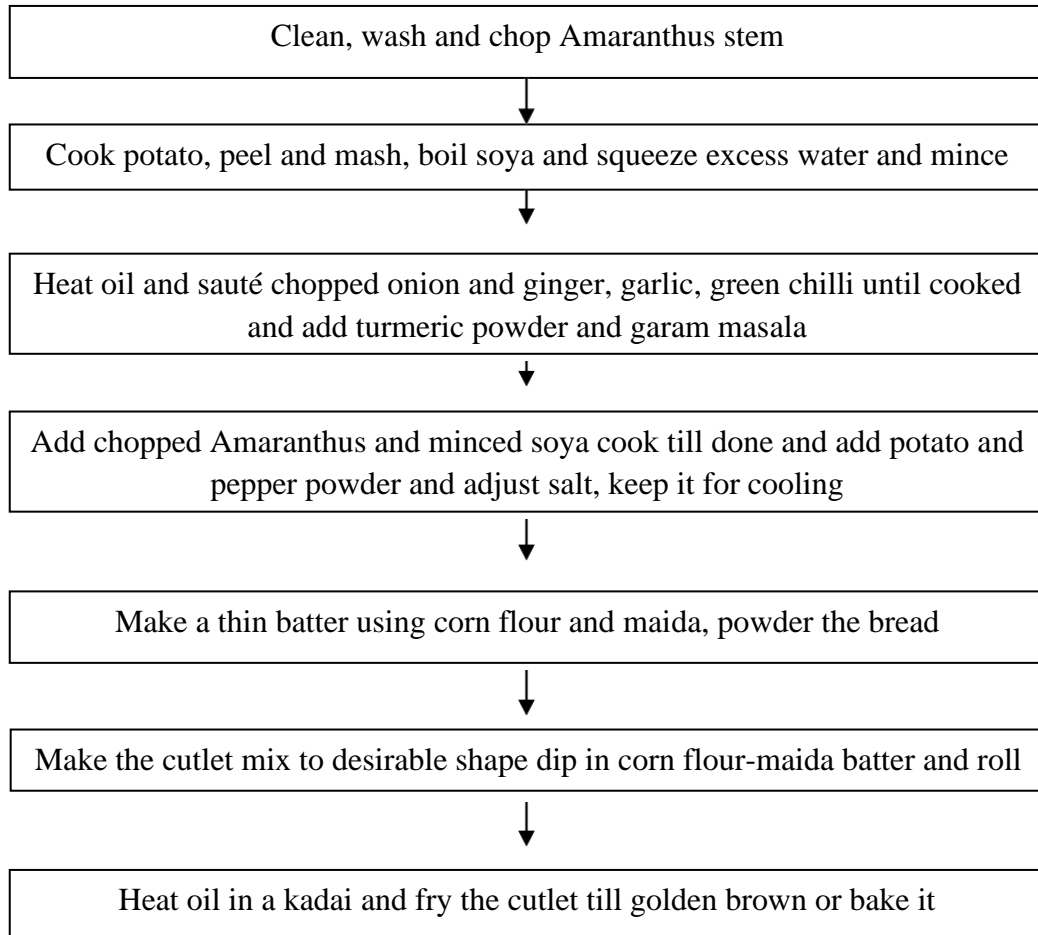 Clean, wash and chop Amaranthus stem
Cook potato, peel and mash, boil soya and squeeze excess water and mince
Heat oil and sauté chopped onion and ginger, garlic, green chilli until cooked
and add turmeric powder and garam masala
Add chopped Amaranthus and minced soya cook till done and add potato and
pepper powder and adjust salt, keep it for cooling
Make a thin batter using corn flour and maida, powder the bread
Make the cutlet mix to desirable shape dip in corn flour-maida batter and roll
Heat oil in a kadai and fry the cutlet till golden brown or bake it